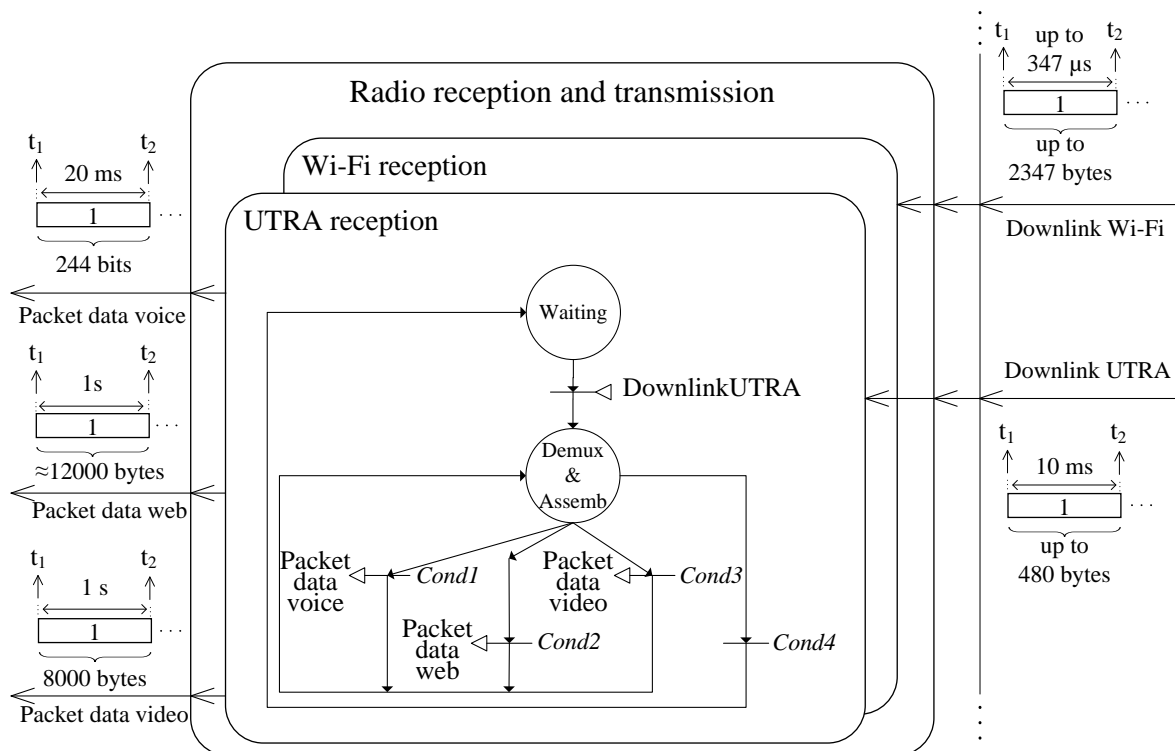 Radio reception and transmission
Wi-Fi reception
UTRA reception
t1
t2
20 ms
1
. . .
244 bits
Packet data voice
t1
t2
1s
1
. . .
≈12000 bytes
Packet data web
t1
t2
1 s
1
. . .
8000 bytes
Packet data video
Waiting
DownlinkUTRA
Demux
&
Assemb
Packet
data
voice
Cond1
Packet
data
web
Cond2
Packet
data
video
Cond3
Cond4
t1
up to
t2
347 µs
1
. . .
up to
2347 bytes
Downlink Wi-Fi
Downlink UTRA
t1
t2
10 ms
1
. . .
up to
480 bytes